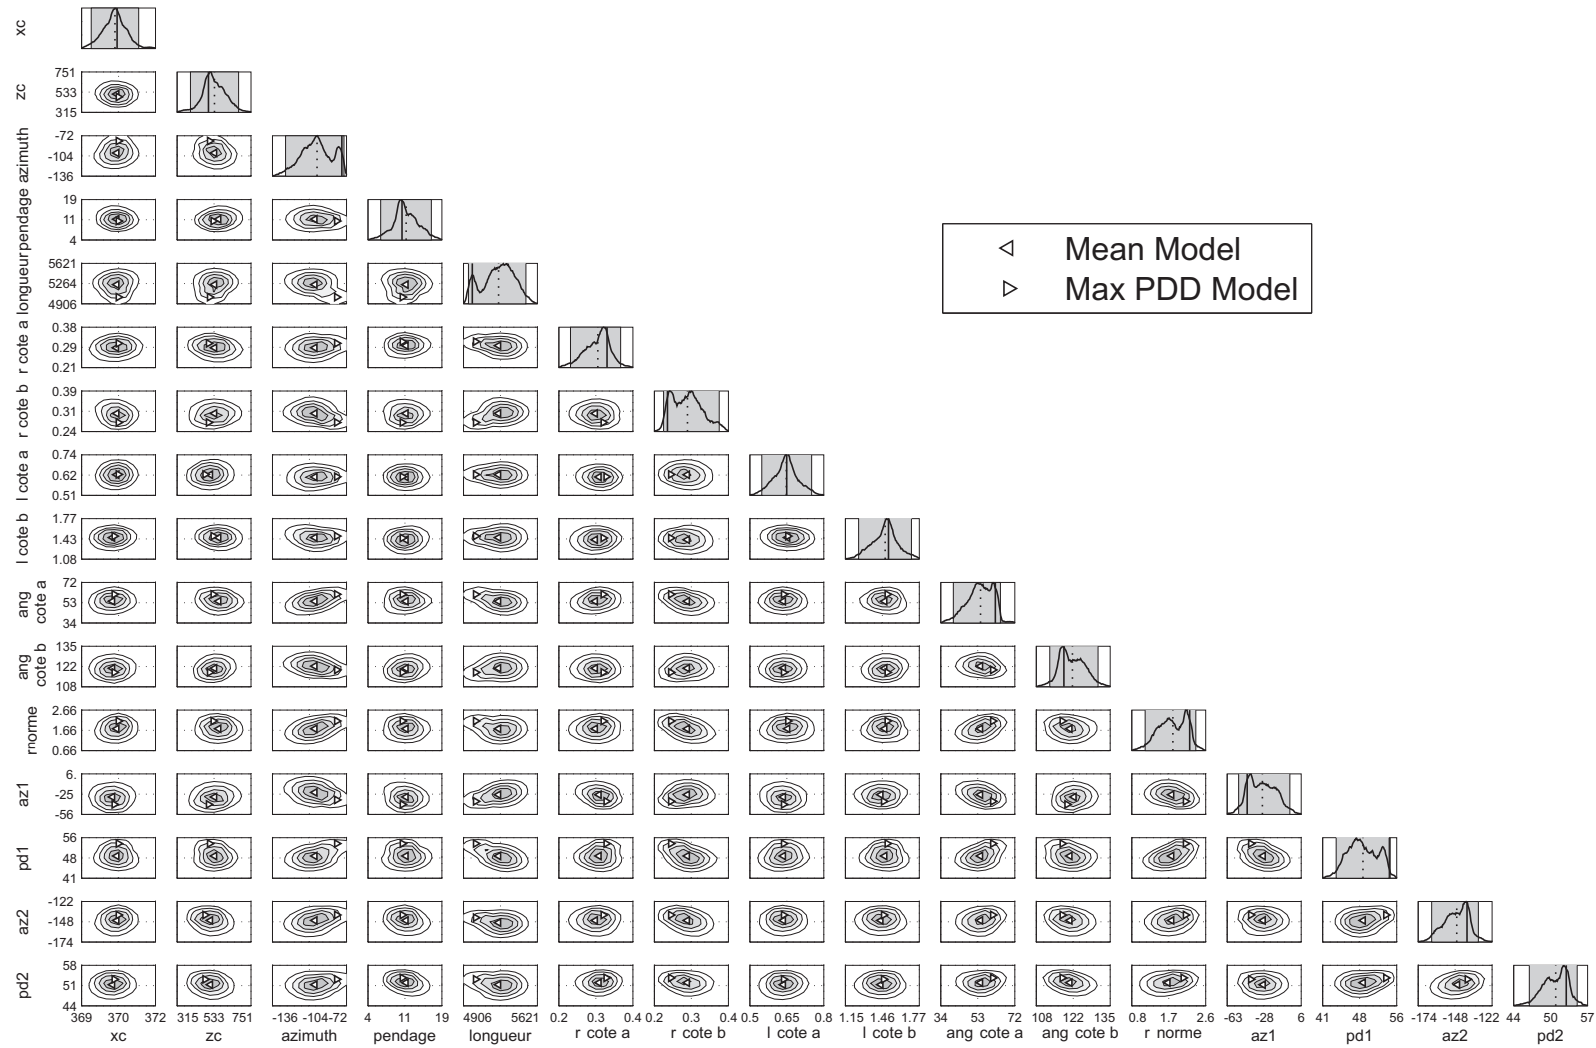 xc
zc
751
533
315
azimuth
-72
-104
-136
pendage
19
11
4
Mean Model
Max PDD Model
longueur
5621
5264
4906
r cote a
0.38
0.29
0.21
r cote b
0.39
0.31
0.24
l cote a
0.74
0.62
0.51
l cote b
1.77
1.43
1.08
ang
cote a
72
53
34
ang
cote b
135
122
108
rnorme
2.66
1.66
0.66
az1
6.
-25
-56
pd1
56
48
41
az2
-122
-148
-174
pd2
58
51
44
369 370 372 315 533 751 -136 -104 -72 4 11 19 4906 5621 0.2 0.3 0.4 0.2 0.3 0.4 0.5 0.65 0.8 1.15 1.46 1.77 34 53 72 108 122 135 0.8 1.7 2.6 -63 -28 6 41 48 56 -174 -148 -122 44 50 57
xc zc azimuth pendage longueur r cote a r cote b l cote a l cote b ang cote a ang cote b r norme az1 pd1 az2 pd2